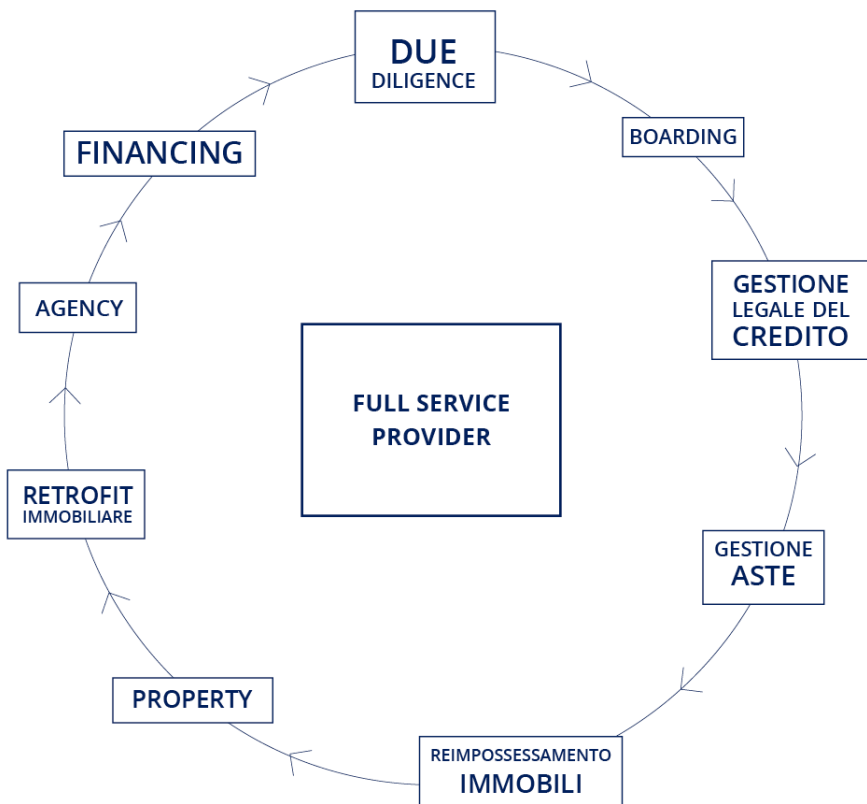 DUE
DILIGENCE
BOARDING
GESTIONE
LEGALE DEL
CREDITO
GESTIONE
ASTE
REIMPOSSESSAMENTO
IMMOBILI
PROPERTY
RETROFIT
IMMOBILIARE
AGENCY
FINANCING
FULL SERVICE
PROVIDER